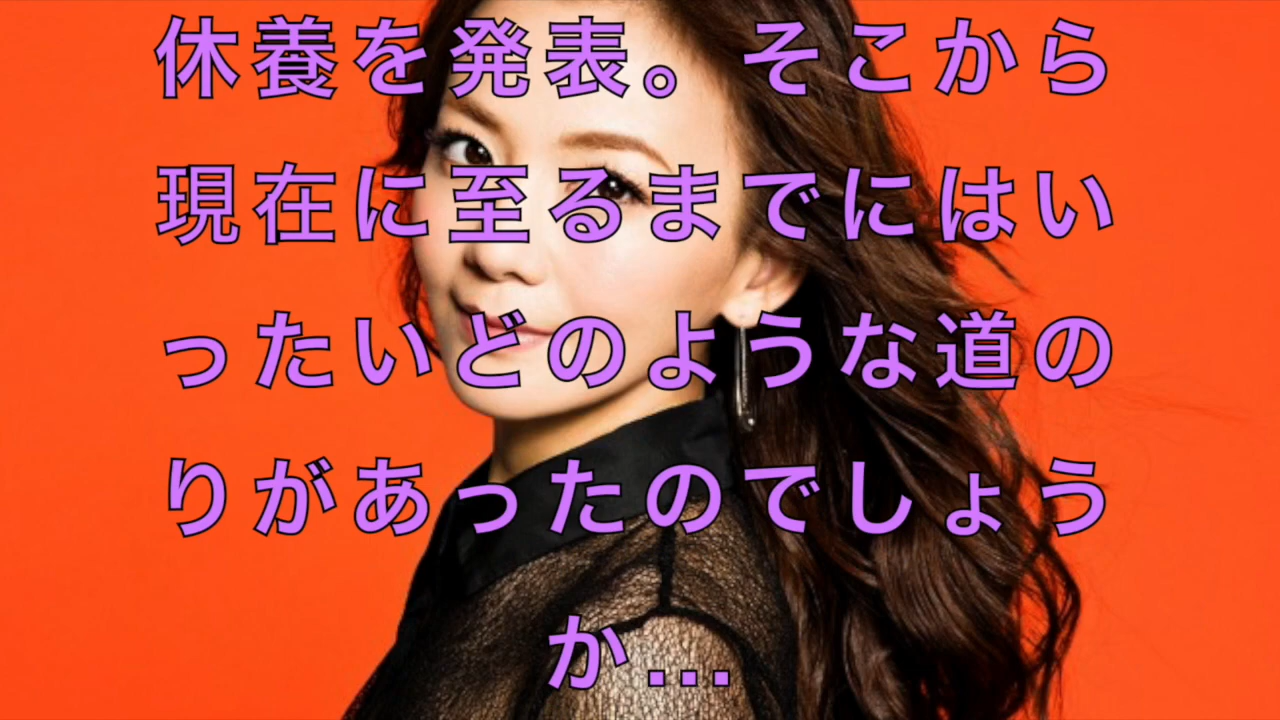 休養を発表。そこから
現在に至るまでにはい
ったいどのような道の
りがあったのでしょう
か...